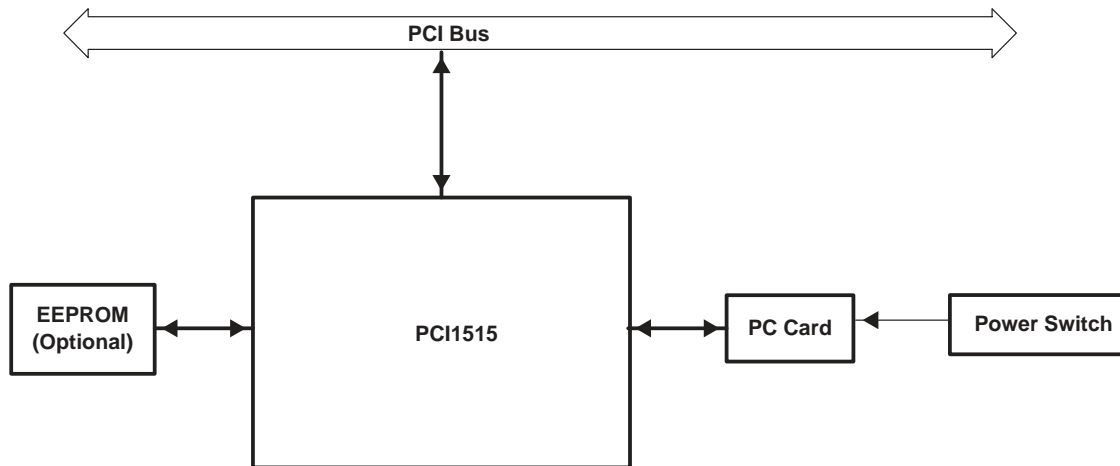 PCI Bus
EEPROM
(Optional)
PCI1515
PC Card
Power Switch